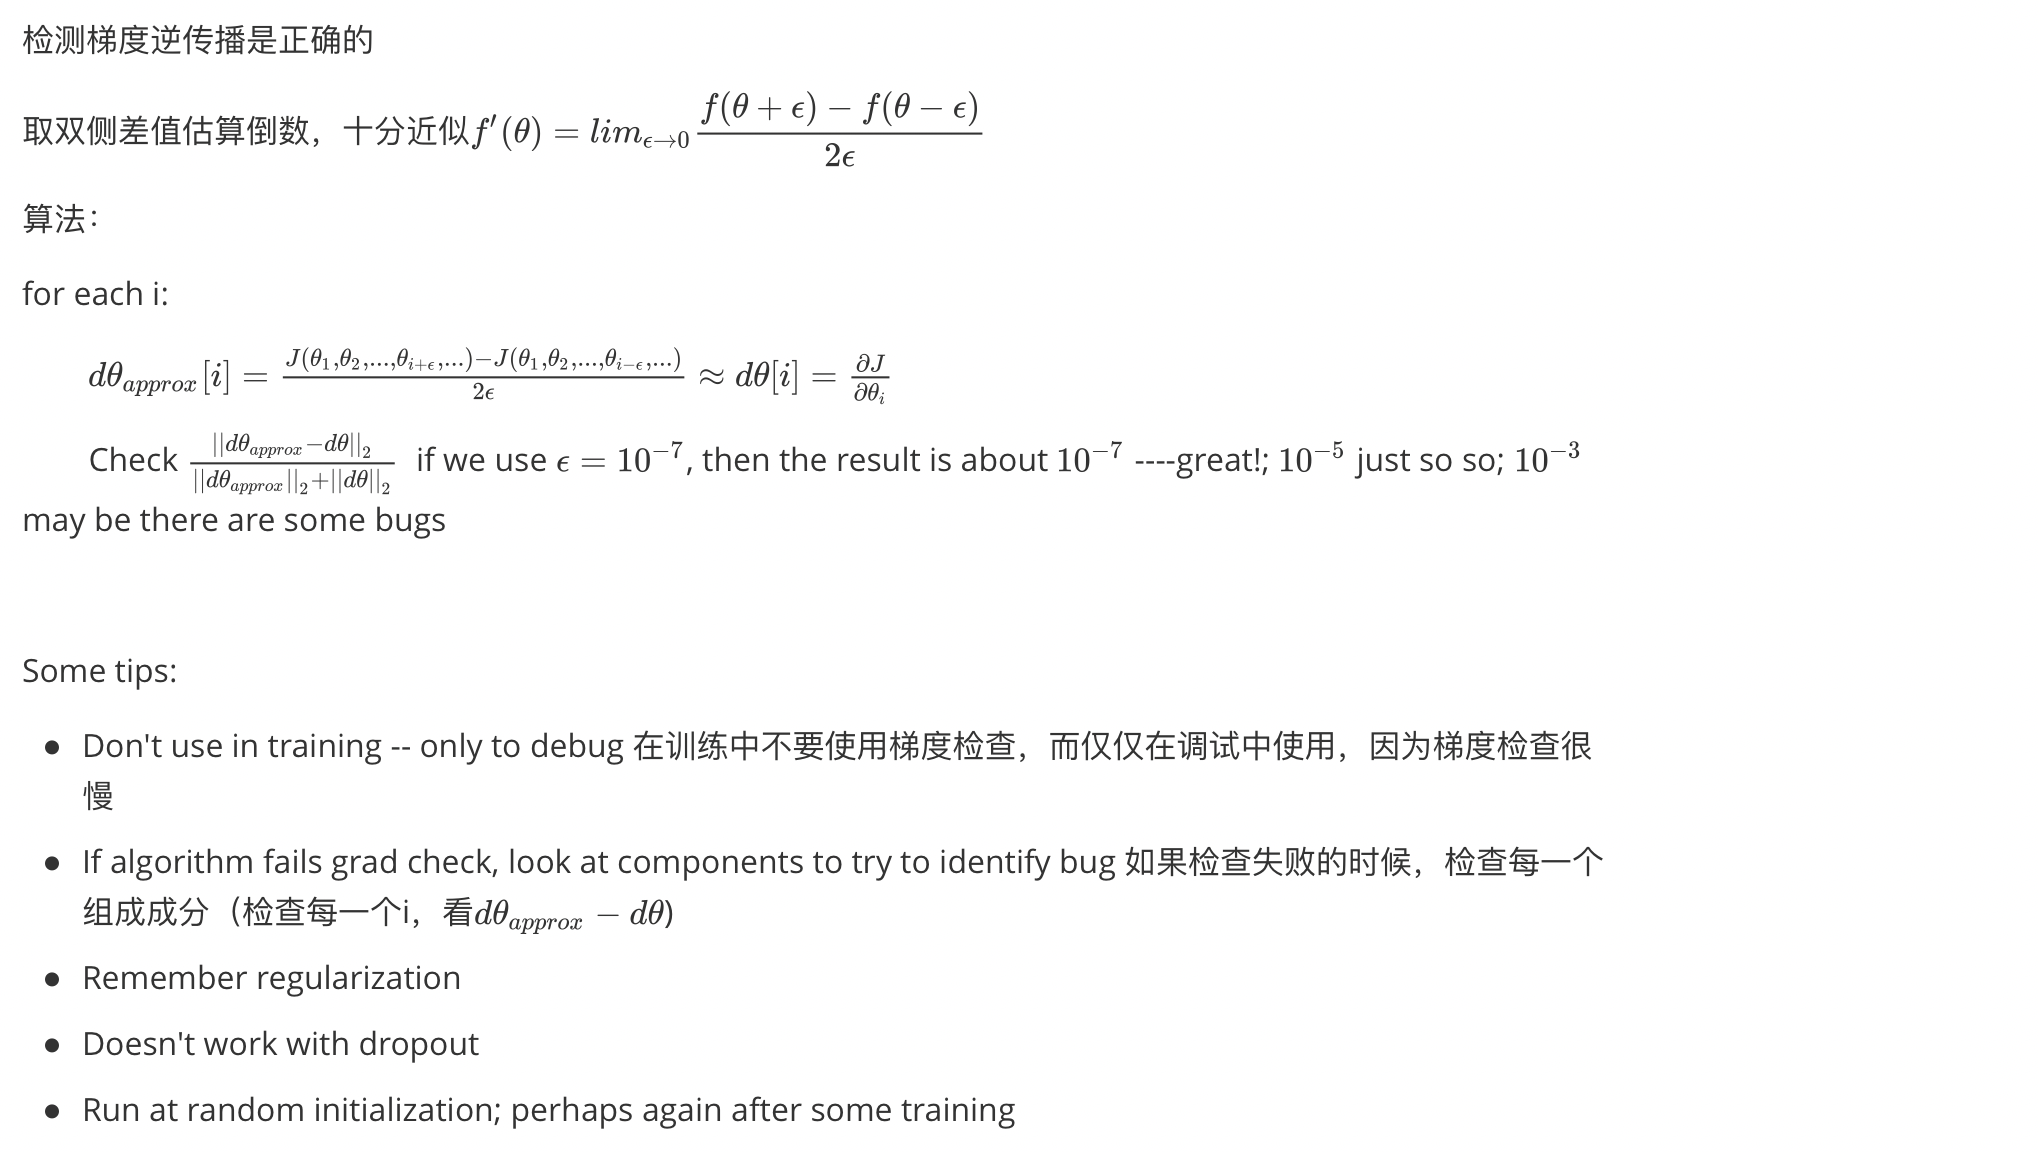 检测梯度逆传播是正确的
取双侧差值估算倒数，十分近似$f'(\theta) = lim_{\epsilon \to 0} \frac{f(\theta + \epsilon) - f(\theta - \epsilon)}{2\epsilon}$
算法：
for each i:
$d\theta_{approx}[i] = \frac{J(\theta_1,\theta_2,...,\theta_{i+\epsilon},...)-J(\theta_1,\theta_2,...,\theta_{i-\epsilon},...)}{2\epsilon} \approx d\theta[i] = \frac{\partial J}{\partial \theta_i}$
Check $\frac{||d\theta_{approx}-d\theta||_2}{||d\theta_{approx}||_2+||d\theta||_2}$ if we use $\epsilon = 10^{-7}$, then the result is about $10^{-7}$ ----great!; $10^{-5}$ just so so; $10^{-3}$
may be there are some bugs
Some tips:
● Don't use in training -- only to debug 在训练中不要使用梯度检查，而仅仅在调试中使用，因为梯度检查很
慢
● If algorithm fails grad check, look at components to try to identify bug 如果检查失败的时候，检查每一个
组成成分（检查每一个i，看$d\theta_{approx} - d\theta$)
● Remember regularization
● Doesn't work with dropout
● Run at random initialization; perhaps again after some training